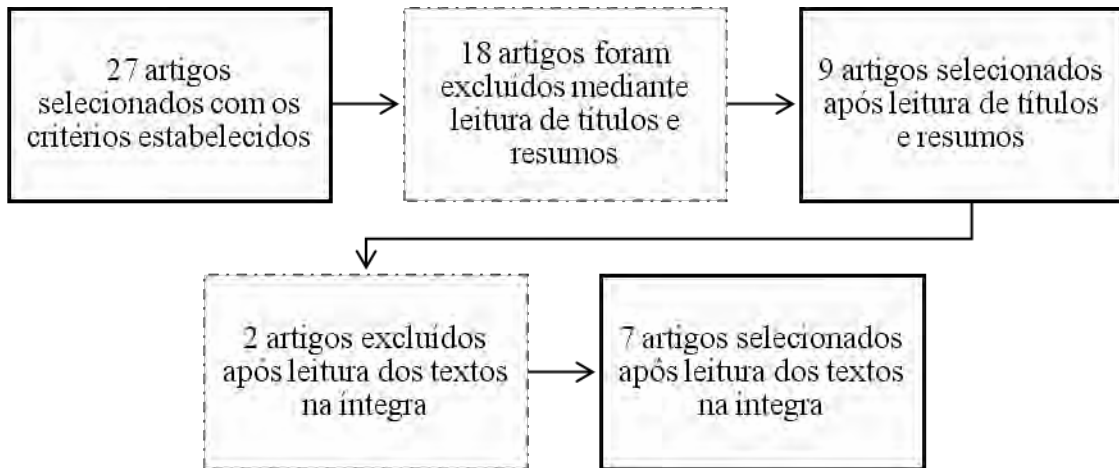 27 artigos
selecionados com os
critérios estabelecidos
18 artigos foram
excluídos mediante
leitura de títulos e
resumos
9 artigos selecionados
após leitura de títulos
e resumos
2 artigos excluídos
após leitura dos textos
na íntegra
7 artigos selecionados
após leitura dos textos
na íntegra